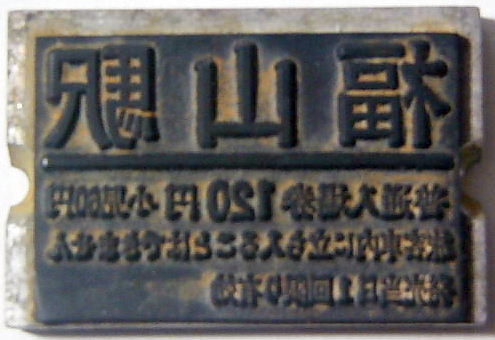 福山駅
普通入場券 120円 小児60円
旅客車内に立ち入ることはできません
発売当日1回限り有効